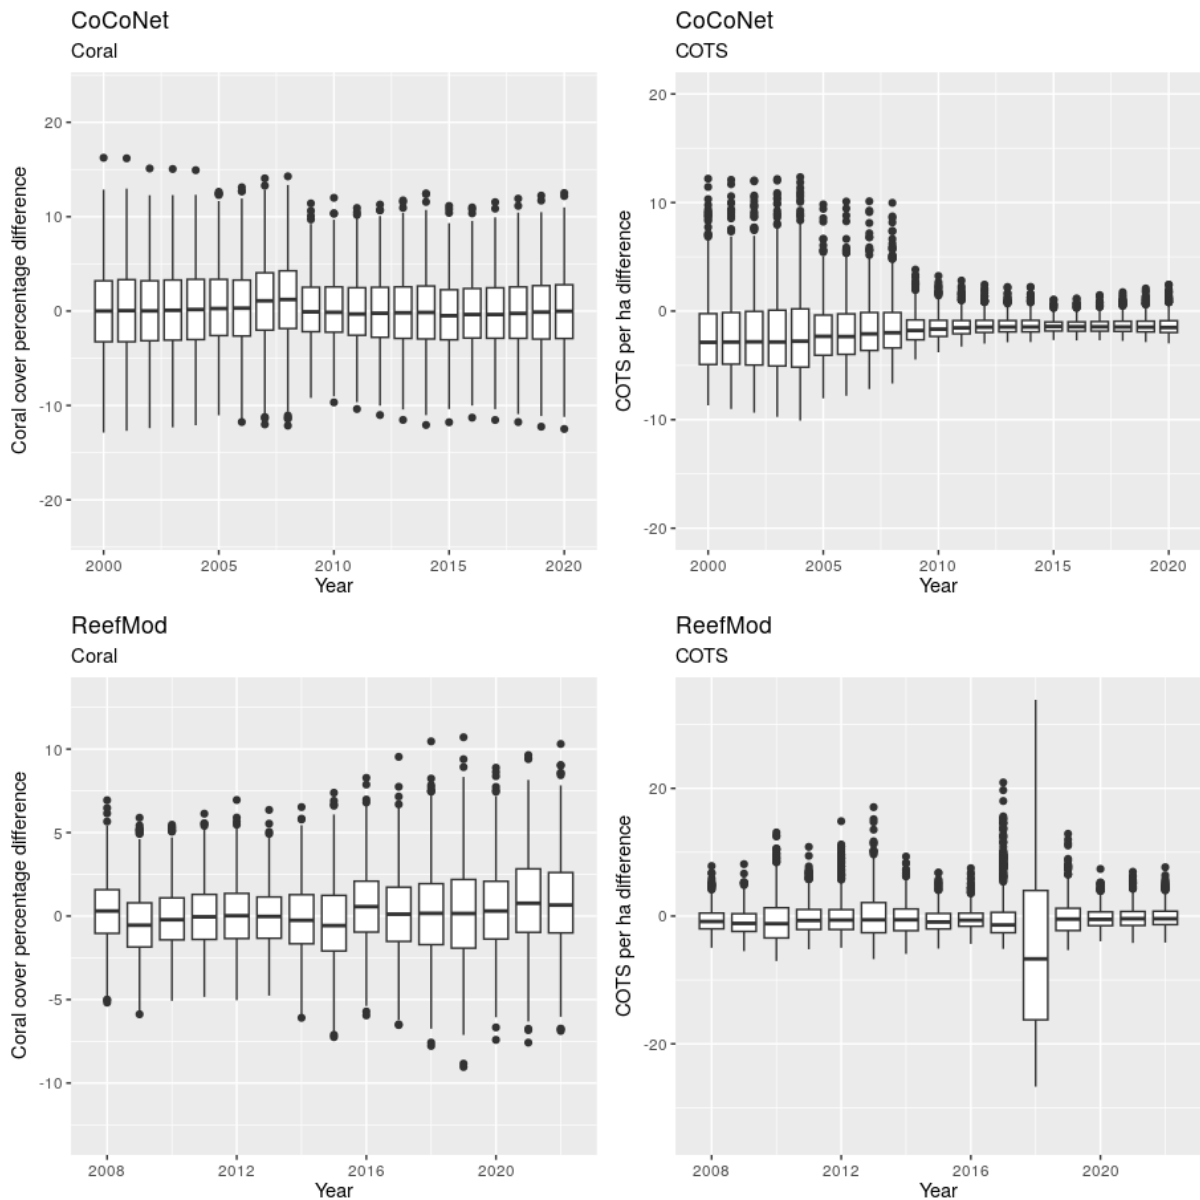 CoCoNet
Coral
Coral cover percentage difference
20
10
0
-10
-20
2000 2005 2010 2015 2020
Year
CoCoNet
COTS
COTS per ha difference
20
10
0
-10
-20
2000 2005 2010 2015 2020
Year
ReefMod
Coral
Coral cover percentage difference
10
5
0
-5
-10
2008 2012 2016 2020
Year
ReefMod
COTS
COTS per ha difference
20
0
-20
2008 2012 2016 2020
Year